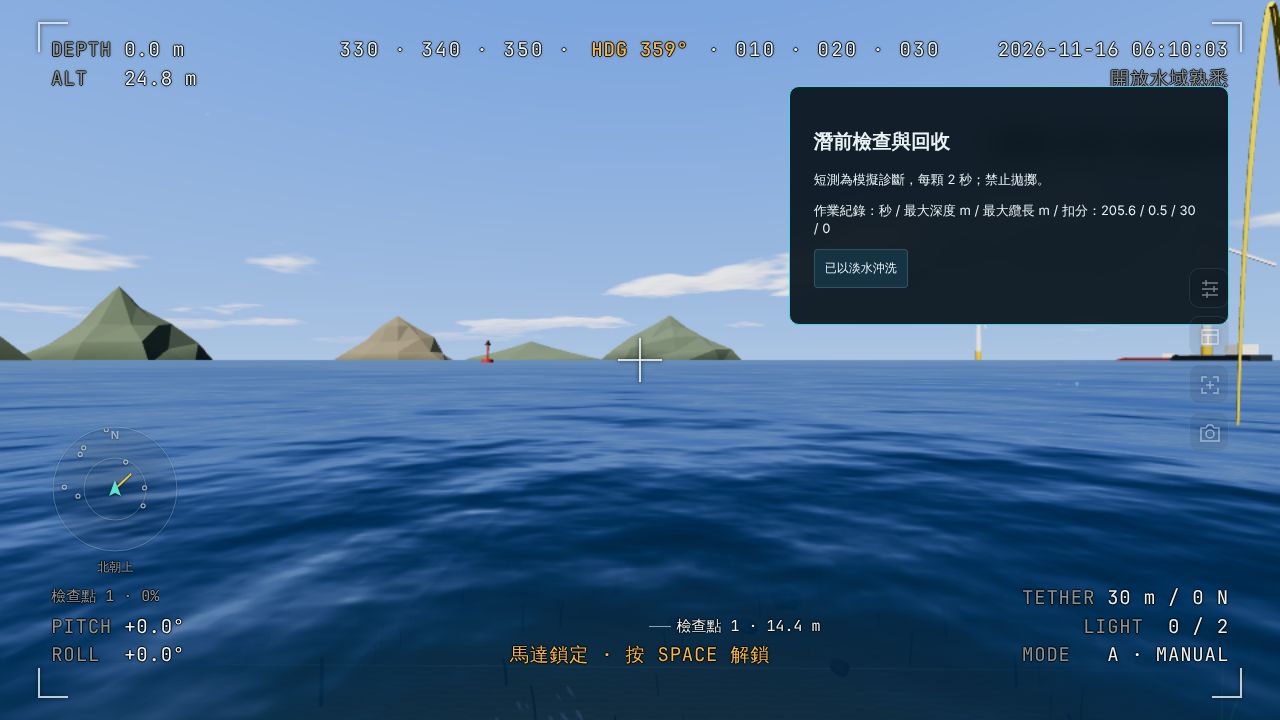 DEPTH 0.0 m
ALT 24.8 m
330 · 340 · 350 · HDG 359° · 010 · 020 · 030
2026-11-16 06:10:03
開放水域熟悉
潛前檢查與回收
短測為模擬診斷，每顆 2 秒；禁止拋擲。
作業紀錄：秒 / 最大深度 m / 最大纜長 m / 扣分：205.6 / 0.5 / 30
/ 0
已以淡水沖洗
N
北朝上
檢查點 1 · 0%
PITCH +0.0°
ROLL +0.0°
檢查點 1 · 14.4 m
馬達鎖定 · 按 SPACE 解鎖
TETHER 30 m / 0 N
LIGHT 0 / 2
MODE A · MANUAL